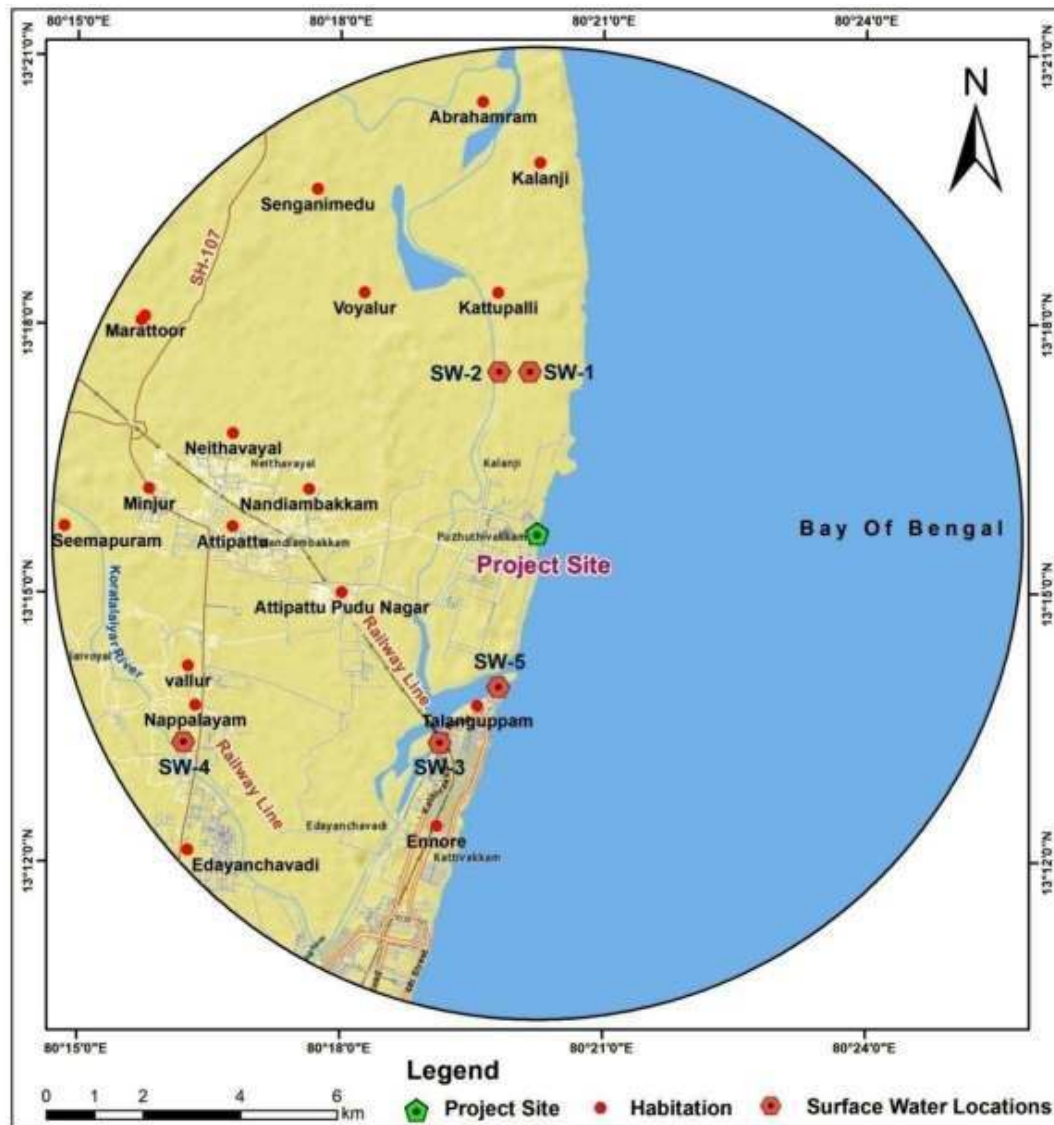 80°15'0"E 80°18'0"E 80°21'0"E 80°24'0"E
13°21'0"N 13°21'0"N
N
Abrahamram
Kalanji
Senganimedu
SH-107
Voyalur Kattupalli
13°18'0"N 13°18'0"N
Marattoor
SW-2 SW-1
Neithavayal
Neithavayal Kalanji
Minjur Nandiambakkam
Seemapuram Attipattu Nandiambakkam Puzhuthivakkam Bay Of Bengal
Project Site
13°15'0"N 13°15'0"N
Attipattu Pudu Nagar
Koratalaiyar River
Railway Line
SW-5
vallur
Nappalayam Talanguppam
SW-4 SW-3
Railway Line
Edayanchavadi
Ennore
Kattivakkam
Edayanchavadi
13°12'0"N 13°12'0"N
Street
80°15'0"E 80°18'0"E 80°21'0"E 80°24'0"E
Legend
0 1 2 4 6
km
Project Site Habitation Surface Water Locations